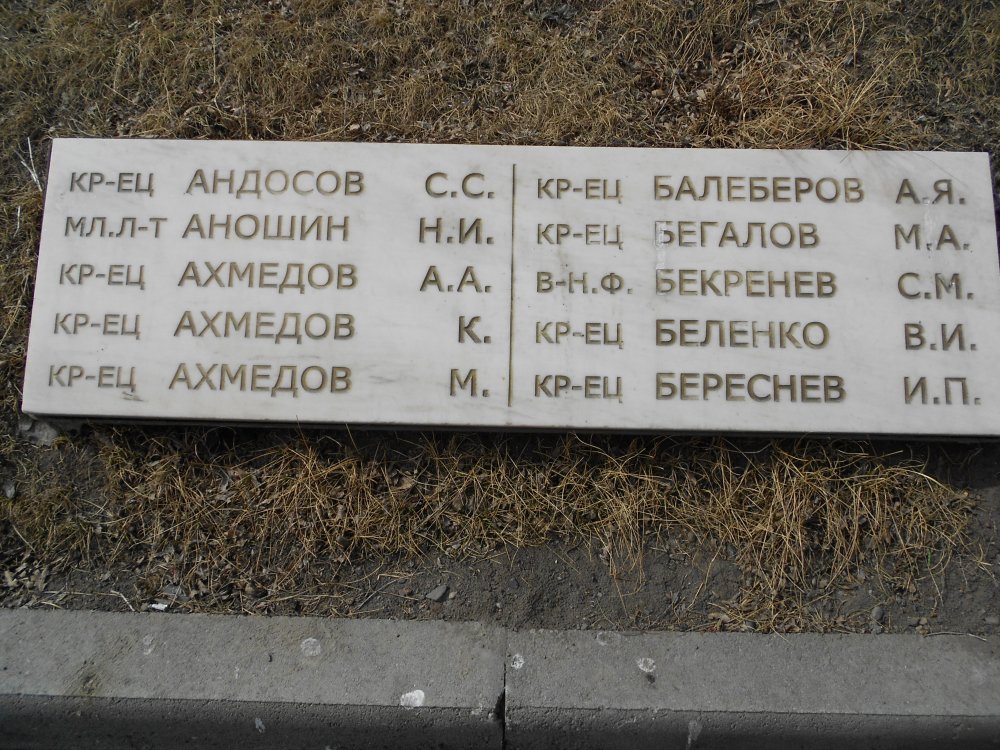 КР-ЕЦ АНДОСОВ С.С.
МЛ.Л-Т АНОШИН Н.И.
КР-ЕЦ АХМЕДОВ А.А.
КР-ЕЦ АХМЕДОВ К.
КР-ЕЦ АХМЕДОВ М.
КР-ЕЦ БАЛЕБЕРОВ А.Я.
КР-ЕЦ БЕГАЛОВ М.А.
В-Н.Ф. БЕКРЕНЕВ С.М.
КР-ЕЦ БЕЛЕНКО В.И.
КР-ЕЦ БЕРЕСНЕВ И.П.